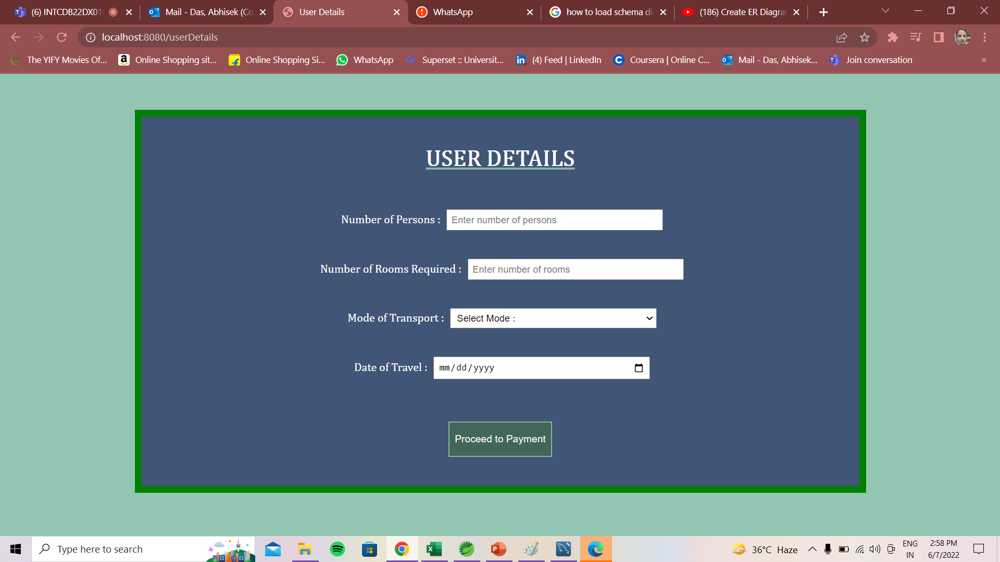 (6) INTCDB22DX01
Mail - Das, Abhisek (Co
User Details
WhatsApp
how to load schema di
(186) Create ER Diagra
localhost:8080/userDetails
The YIFY Movies Of...
Online Shopping sit...
Online Shopping Si...
WhatsApp
Superset :: Universit...
(4) Feed | LinkedIn
Coursera | Online C...
Mail - Das, Abhisek...
Join conversation
»
USER DETAILS
Number of Persons : Enter number of persons
Number of Rooms Required : Enter number of rooms
Mode of Transport : Select Mode :
Date of Travel : mm/dd/yyyy
Proceed to Payment
Type here to search
36°C Haze
ENG
IN
2:58 PM
6/7/2022